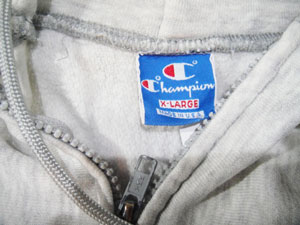 Champion
X-LARGE
MADE IN U.S.A.